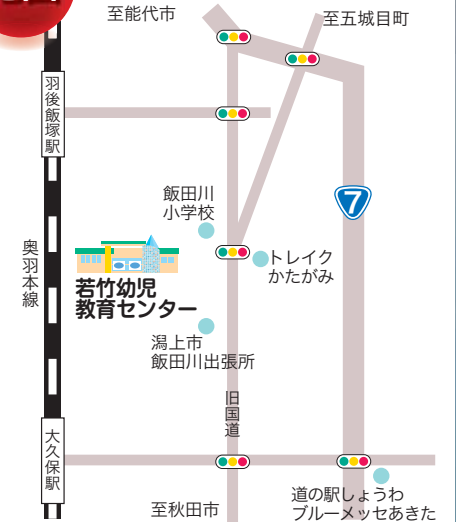 至能代市
至五城目町
羽後飯塚駅
飯田川
小学校
7
奥羽本線
トレイク
かたがみ
若竹幼児
教育センター
潟上市
飯田川出張所
旧国道
大久保駅
至秋田市
道の駅しょうわ
ブルーメッセあきた